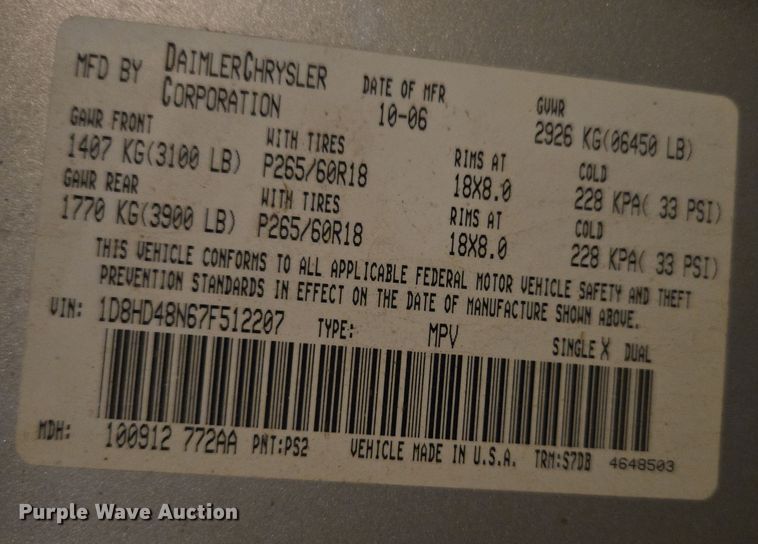 MFD BY DAIMLERCHRYSLER CORPORATION
DATE OF MFR 10-06
GVWR 2926 KG(06450 LB)
GAWR FRONT WITH TIRES RIMS AT COLD
1407 KG(3100 LB) P265/60R18 18X8.0 228 KPA( 33 PSI)
GAWR REAR WITH TIRES RIMS AT COLD
1770 KG(3900 LB) P265/60R18 18X8.0 228 KPA( 33 PSI)
THIS VEHICLE CONFORMS TO ALL APPLICABLE FEDERAL MOTOR VEHICLE SAFETY AND THEFT
PREVENTION STANDARDS IN EFFECT ON THE DATE OF MANUFACTURE SHOWN ABOVE.
VIN: 1D8HD48N67F512207 TYPE: MPV SINGLE X DUAL
MDH: 100912 772AA PNT:PS2 VEHICLE MADE IN U.S.A. TRM:S7DB 4648503
Purple Wave Auction